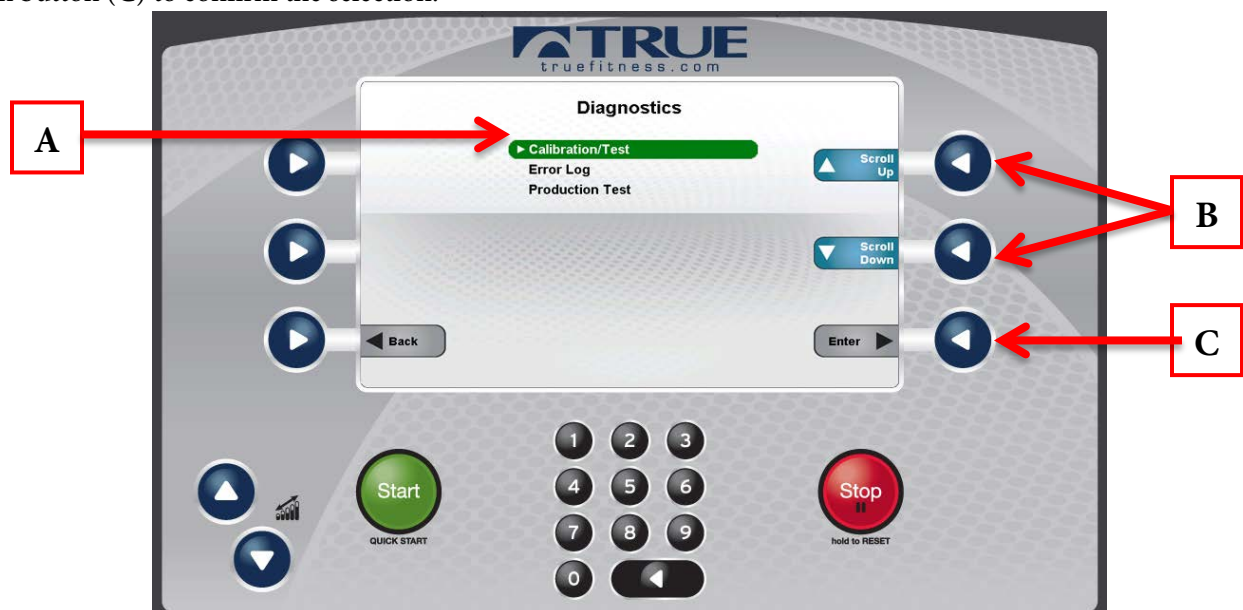 button (C) to confirm the selection.
TRUE
truefitness.com
Diagnostics
A
Calibration/Test
Error Log
Production Test
Scroll
Up
B
Scroll
Down
Back
Enter
C
1 2 3
4 5 6
7 8 9
0
Start
QUICK START
Stop
hold to RESET